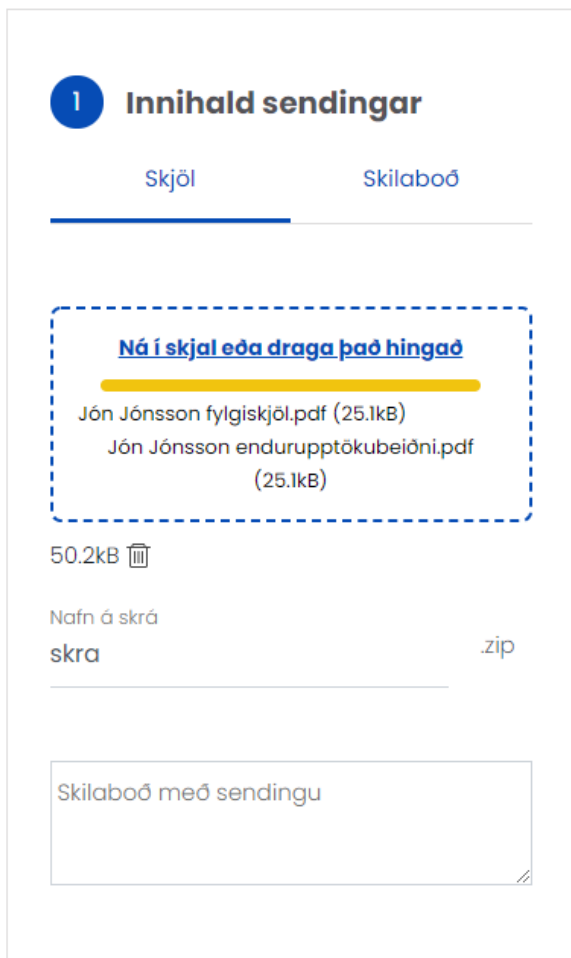 1 Innihald sendingar
Skjöl Skilaboð
Ná í skjal eða draga það hingað
Jón Jónsson fylgiskjöl.pdf (25.1kB)
Jón Jónsson endurupptökubeiðni.pdf
(25.1kB)
50.2kB
Nafn á skrá
skra .zip
Skilaboð með sendingu